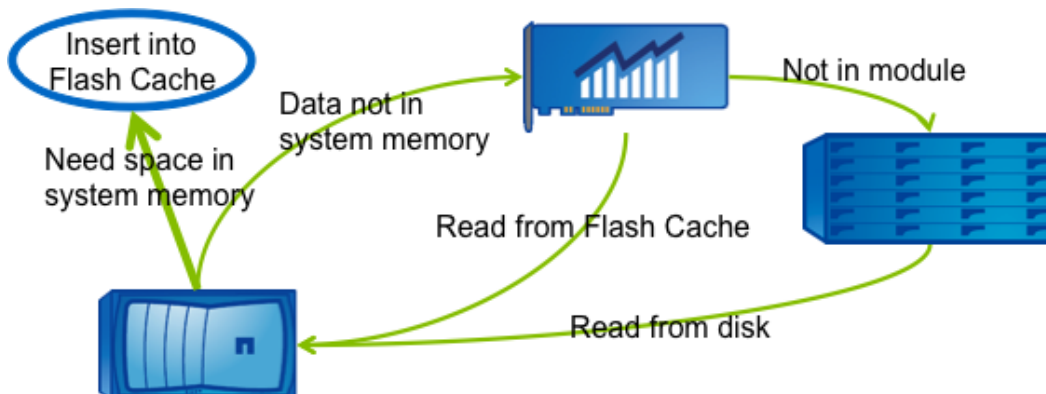 Insert into
Flash Cache
Data not in
system memory
Not in module
Need space in
system memory
Read from Flash Cache
Read from disk